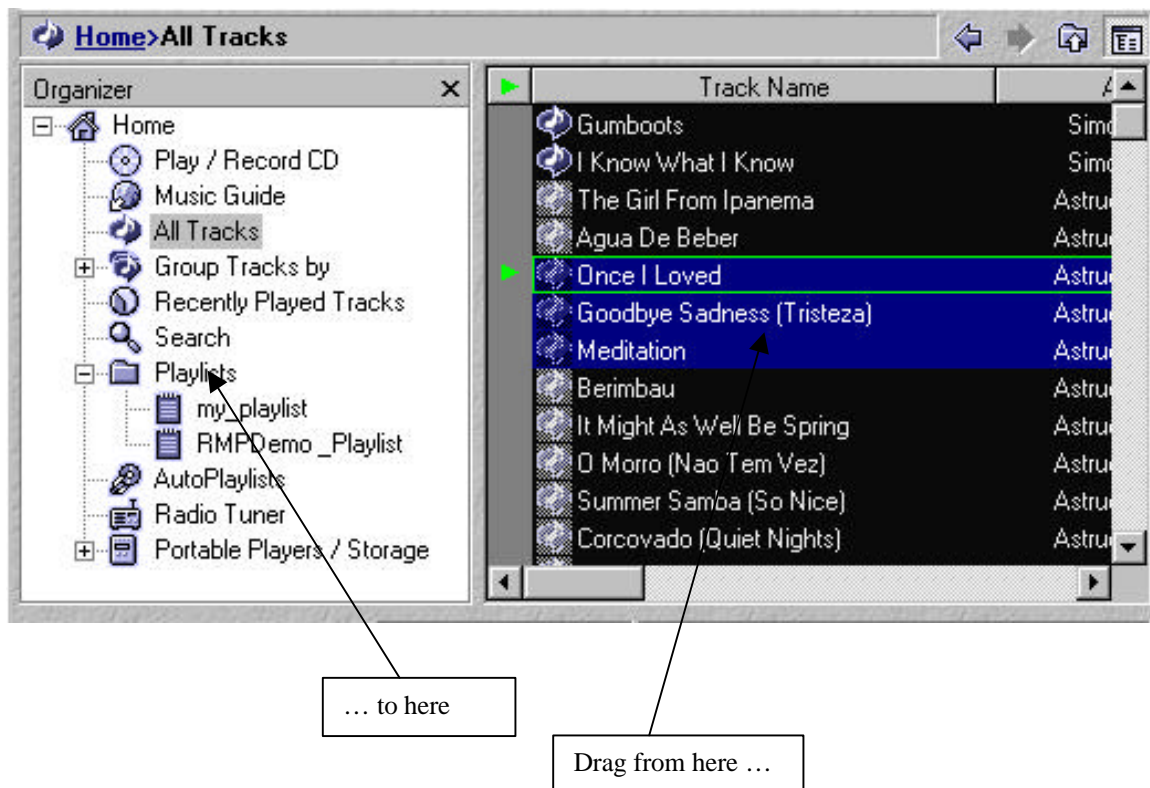 Home>All Tracks
Organizer
Home
Play / Record CD
Music Guide
All Tracks
Group Tracks by
Recently Played Tracks
Search
Playlists
my_playlist
RMPDemo _Playlist
AutoPlaylists
Radio Tuner
Portable Players / Storage
Track Name
Gumboots
I Know What I Know
The Girl From Ipanema
Agua De Beber
Once I Loved
Goodbye Sadness (Tristeza)
Meditation
Berimbau
It Might As Well Be Spring
O Morro (Nao Tem Vez)
Summer Samba (So Nice)
Corcovado (Quiet Nights)
… to here
Drag from here …